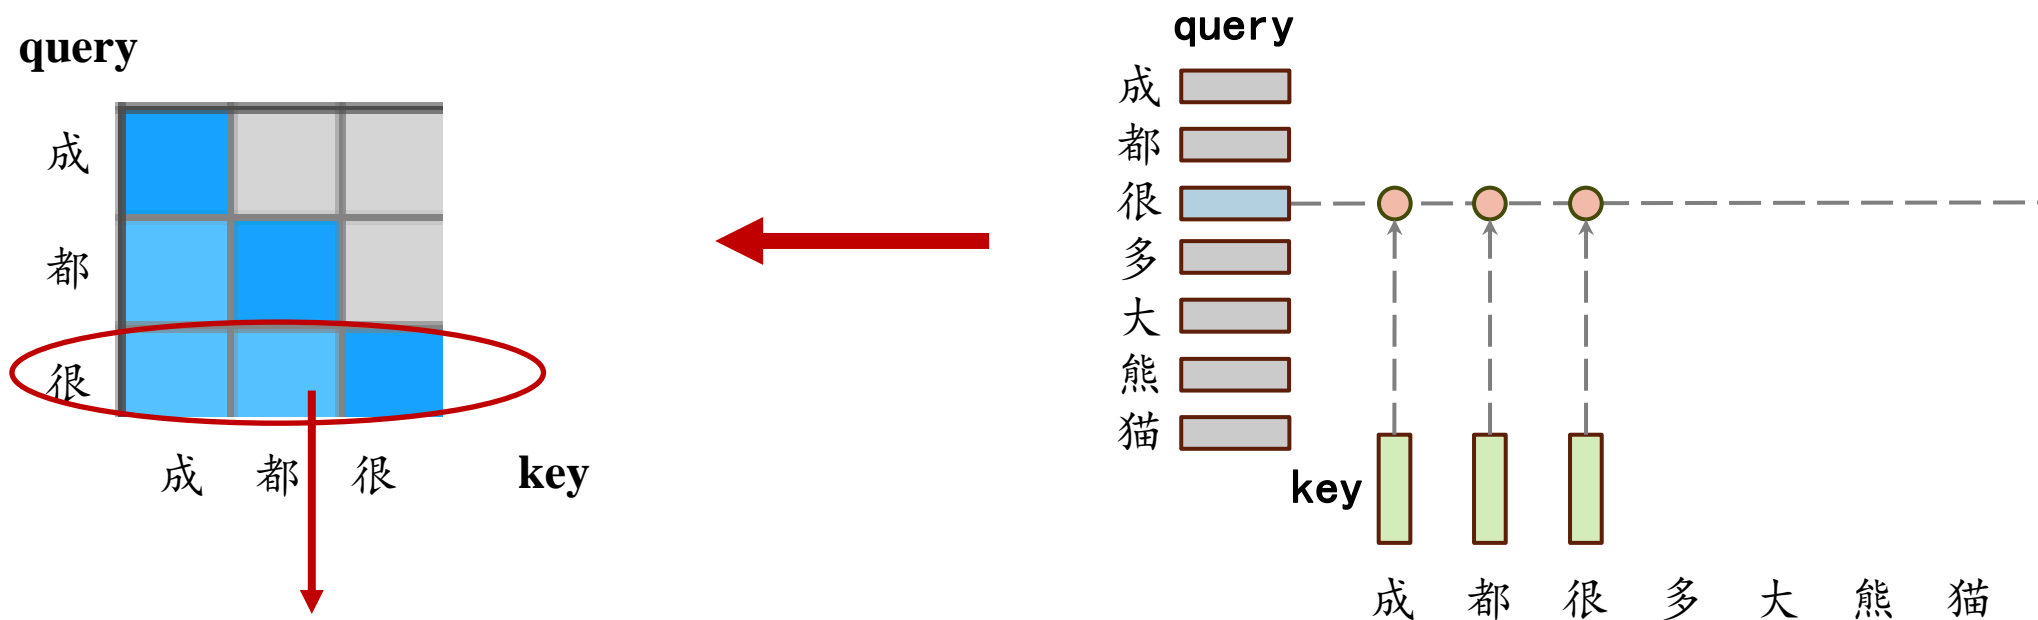 query
成
都
很
成 都 很 key
query
成
都
很
多
大
熊
猫
key
成 都 很 多 大 熊 猫